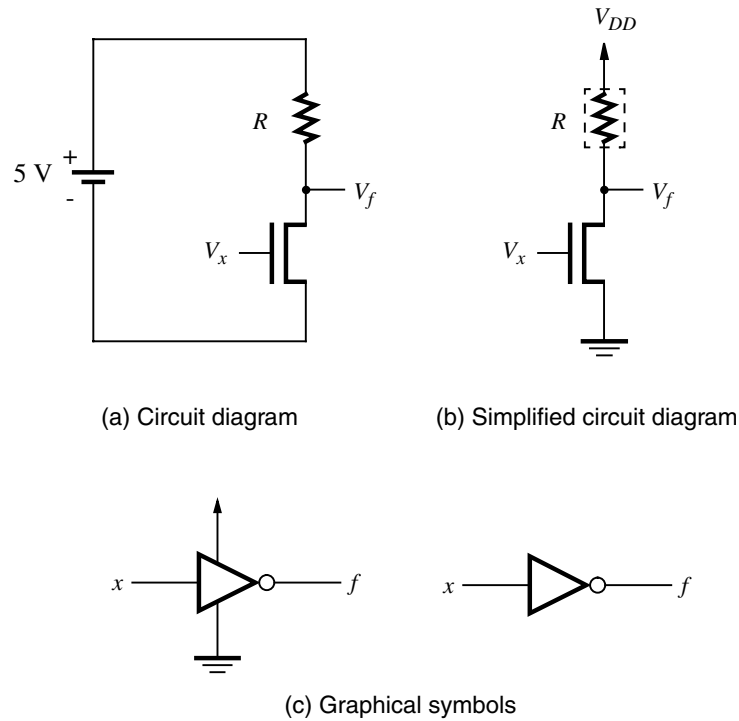 V_DD
R
R
5 V
+
-
V_f
V_f
V_x
V_x
(a) Circuit diagram
(b) Simplified circuit diagram
x
f
x
f
(c) Graphical symbols